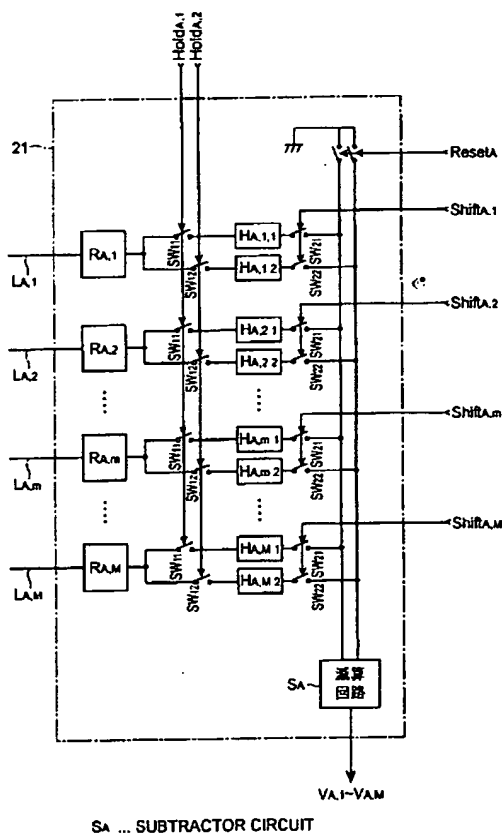 HoldA,1
HoldA,2
21
ResetA
ShiftA,1
RA,1
SW11
HA,1,1
SW21
LA,1
SW12
HA,1 2
SW22
ShiftA,2
RA,2
SW11
HA,2 1
SW21
LA,2
SW12
HA,2 2
SW22
ShiftA,m
RA,m
SW11
HA,m 1
SW21
LA,m
SW12
HA,m 2
SW22
ShiftA,M
RA,M
SW11
HA,M 1
SW21
LA,M
SW12
HA,M 2
SW22
SA
減算
回路
VA,1~VA,M
SA ... SUBTRACTOR CIRCUIT